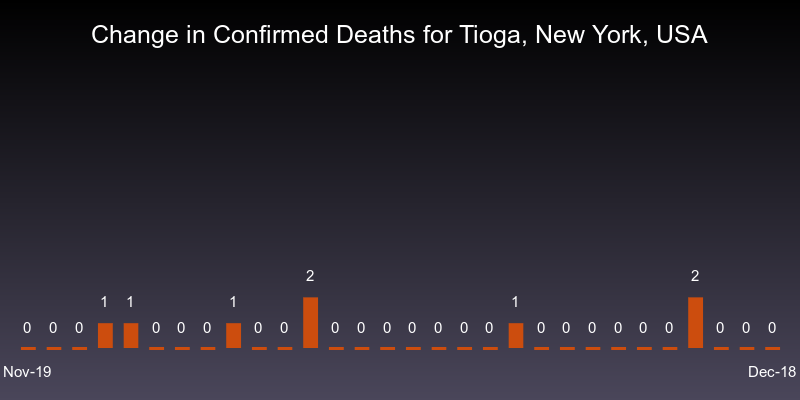 Change in Confirmed Deaths for Tioga, New York, USA
2 2
1 1 1 1
0 0 0 0 0 0 0 0 0 0 0 0 0 0 0 0 0 0 0 0 0 0 0 0
Nov-19 Dec-18